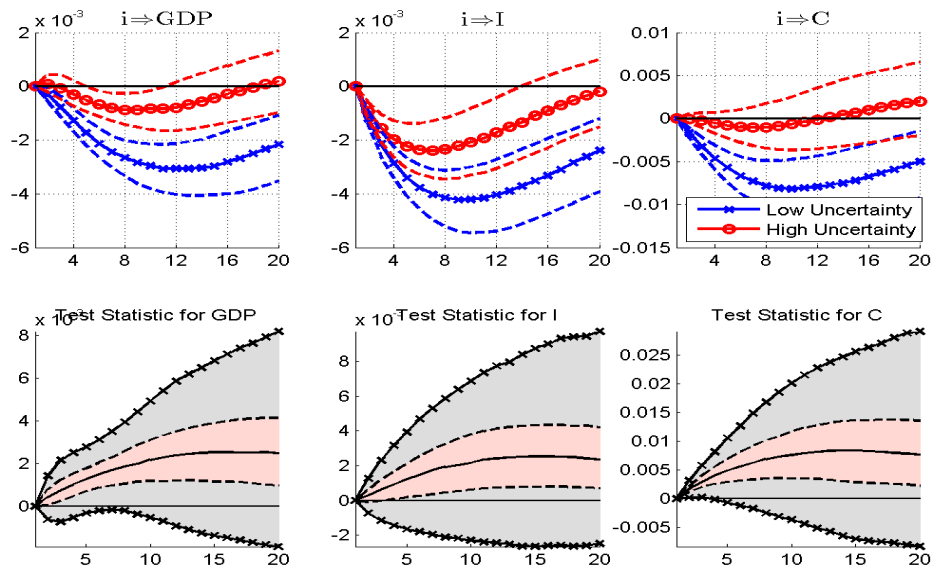 i⇒GDP
x 10⁻³
2
0
-2
-4
-6
4 8 12 16 20
i⇒I
x 10⁻³
2
0
-2
-4
-6
4 8 12 16 20
i⇒C
0.01
0.005
0
-0.005
-0.01
-0.015
4 8 12 16 20
Low Uncertainty
High Uncertainty
Test Statistic for GDP
x 10⁻³
8
6
4
2
0
5 10 15 20
Test Statistic for I
x 10⁻³
8
6
4
2
0
-2
5 10 15 20
Test Statistic for C
0.025
0.02
0.015
0.01
0.005
0
-0.005
5 10 15 20